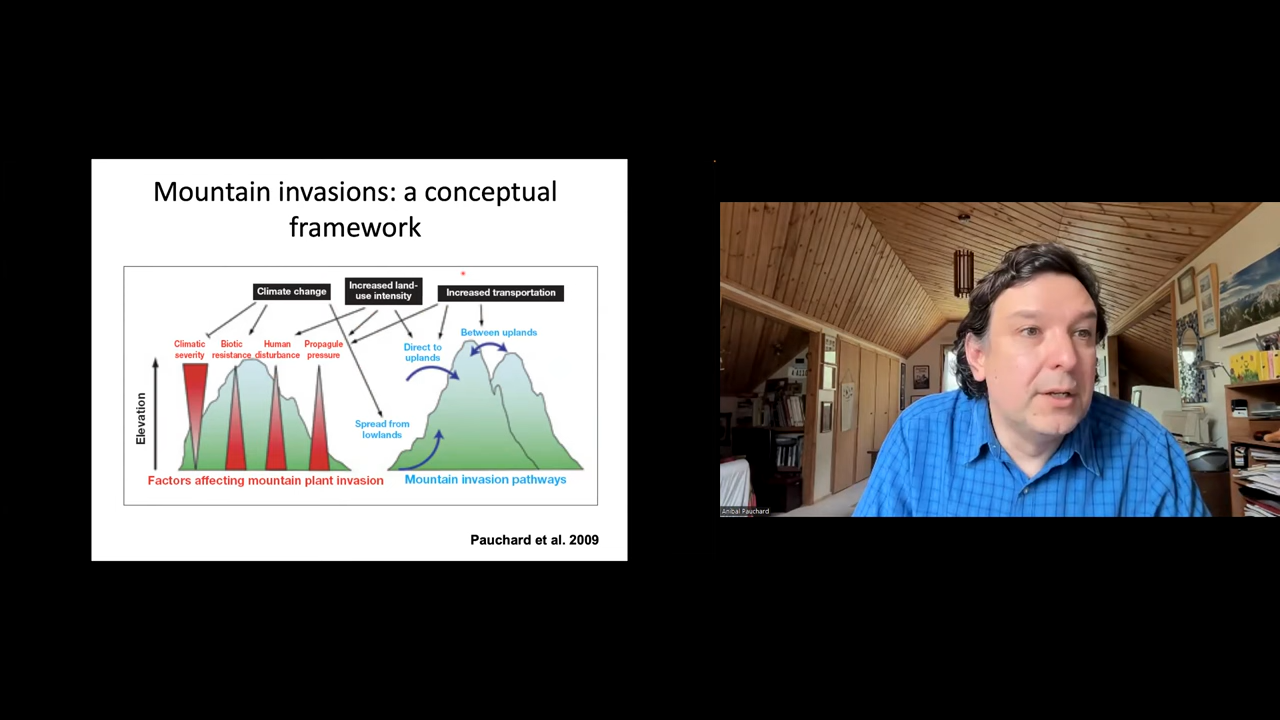 Mountain invasions: a conceptual
framework
Climate change
Increased land-
use intensity
Increased transportation
Climatic
severity
Biotic
resistance
Human
disturbance
Propagule
pressure
Elevation
Factors affecting mountain plant invasion
Between uplands
Direct to
uplands
Spread from
lowlands
Mountain invasion pathways
Pauchard et al. 2009
Anibal Pauchard